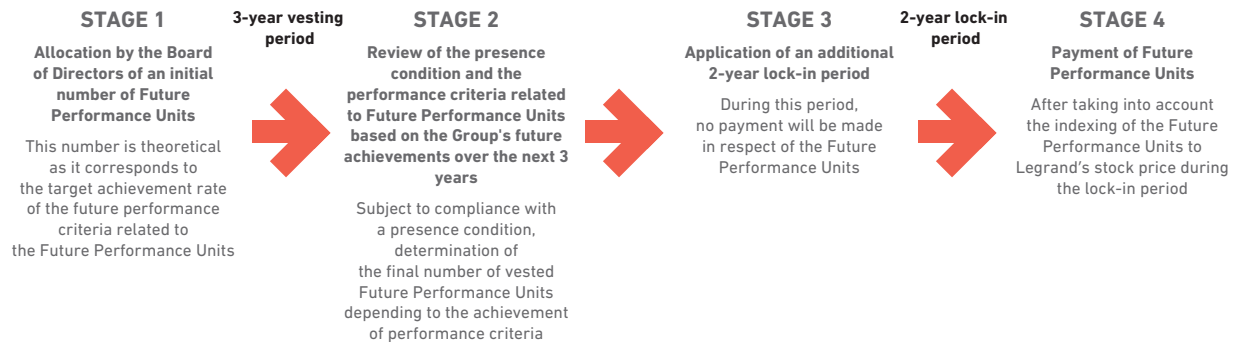 STAGE 1
Allocation by the Board
of Directors of an initial
number of Future
Performance Units
This number is theoretical
as it corresponds to
the target achievement rate
of the future performance
criteria related to
the Future Performance Units
3-year vesting
period
STAGE 2
Review of the presence
condition and the
performance criteria related
to Future Performance Units
based on the Group's future
achievements over the next 3
years
Subject to compliance with
a presence condition,
determination of
the final number of vested
Future Performance Units
depending to the achievement
of performance criteria
STAGE 3
Application of an additional
2-year lock-in period
During this period,
no payment will be made
in respect of the Future
Performance Units
2-year lock-in
period
STAGE 4
Payment of Future
Performance Units
After taking into account
the indexing of the Future
Performance Units to
Legrand’s stock price during
the lock-in period